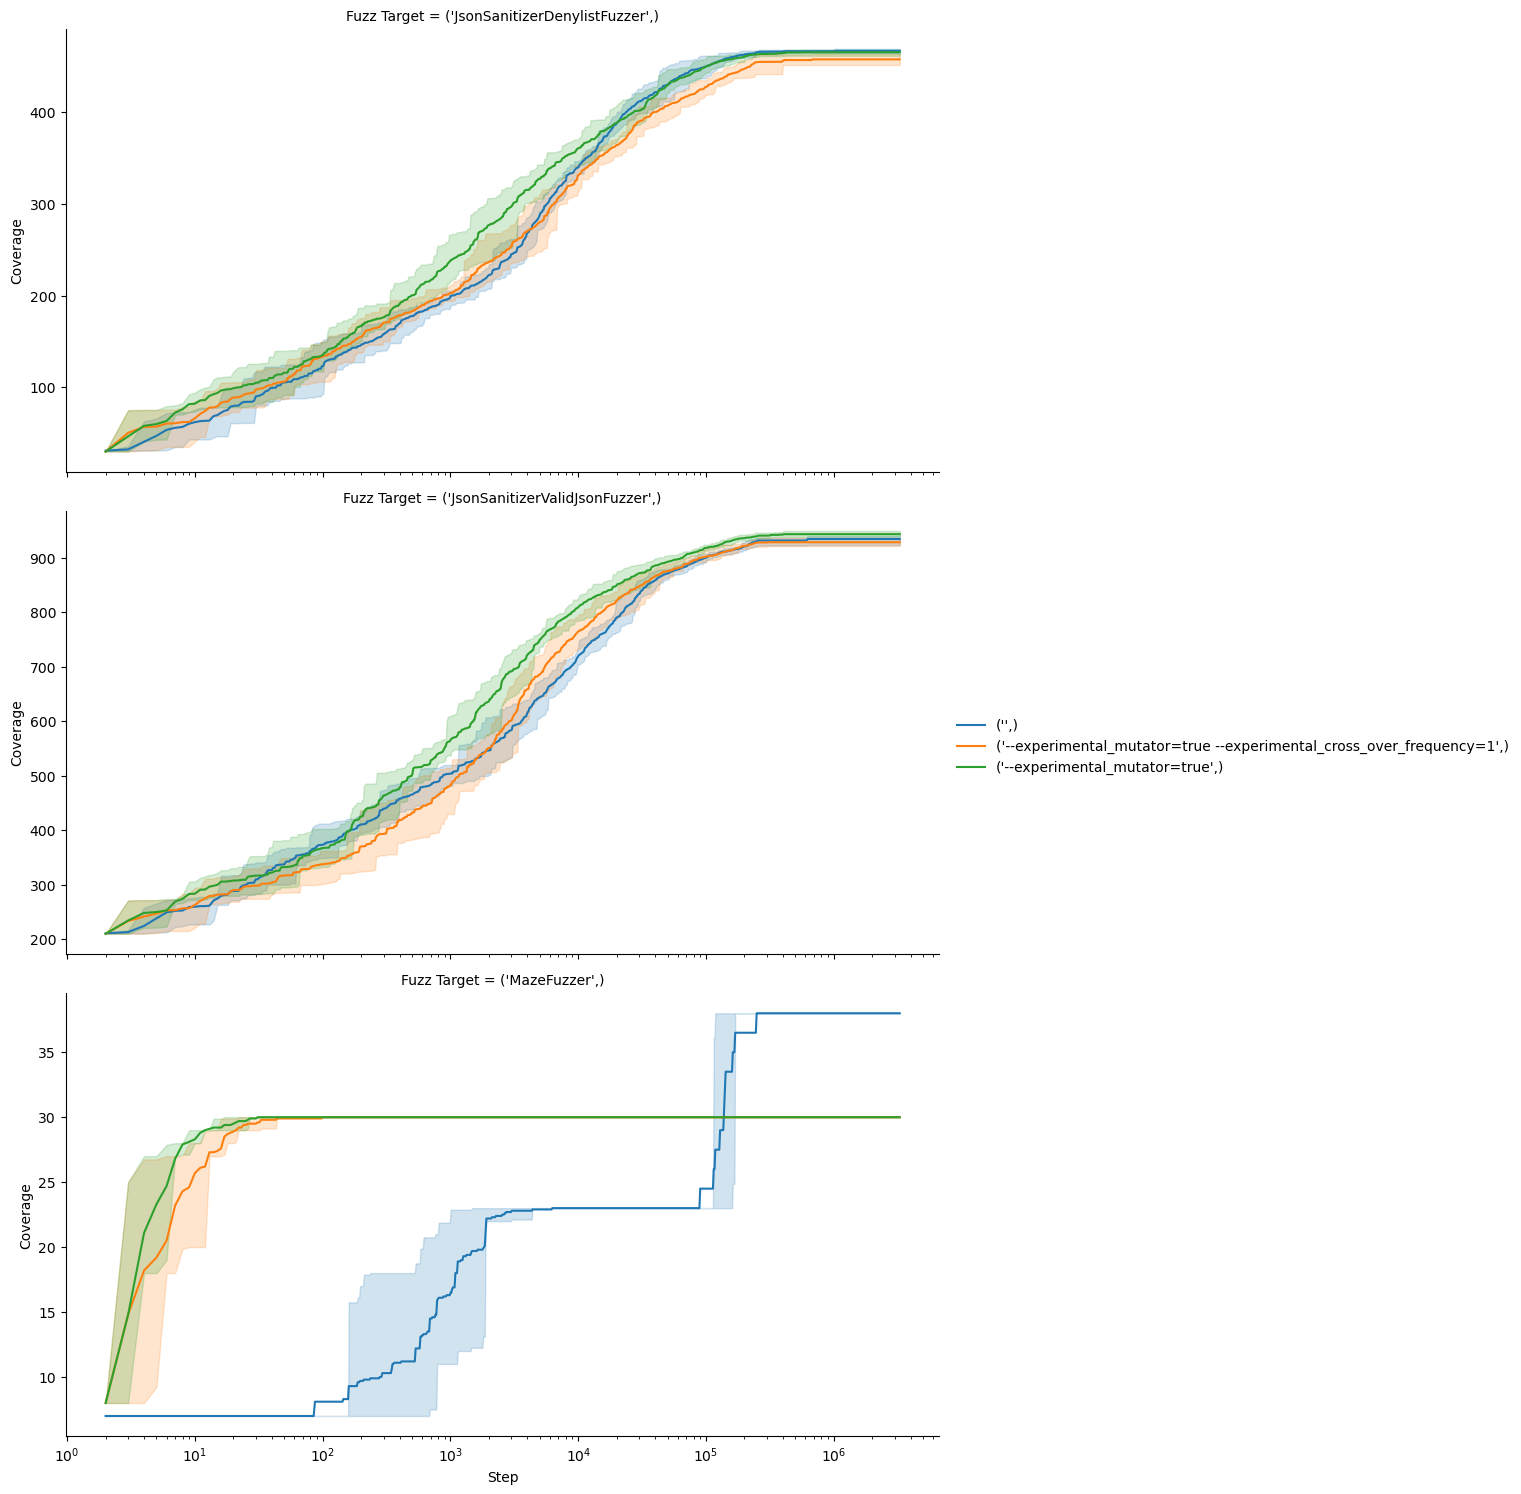 Fuzz Target = ('JsonSanitizerDenylistFuzzer',)
Coverage
400
300
200
100
Fuzz Target = ('JsonSanitizerValidJsonFuzzer',)
Coverage
900
800
700
600
500
400
300
200
('',)
('--experimental_mutator=true --experimental_cross_over_frequency=1',)
('--experimental_mutator=true',)
Fuzz Target = ('MazeFuzzer',)
Coverage
35
30
25
20
15
10
10⁰ 10¹ 10² 10³ 10⁴ 10⁵ 10⁶
Step